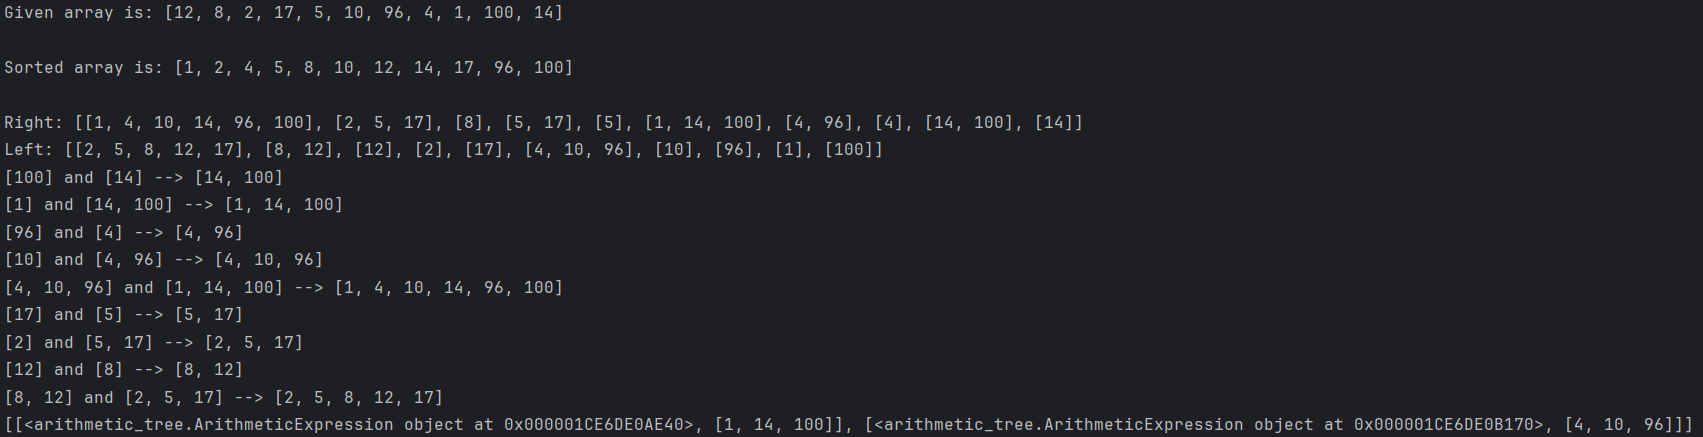 Given array is: [12, 8, 2, 17, 5, 10, 96, 4, 1, 100, 14]
Sorted array is: [1, 2, 4, 5, 8, 10, 12, 14, 17, 96, 100]
Right: [[1, 4, 10, 14, 96, 100], [2, 5, 17], [8], [5, 17], [5], [1, 14, 100], [4, 96], [4], [14, 100], [14]]
Left: [[2, 5, 8, 12, 17], [8, 12], [12], [2], [17], [4, 10, 96], [10], [96], [1], [100]]
[100] and [14] --> [14, 100]
[1] and [14, 100] --> [1, 14, 100]
[96] and [4] --> [4, 96]
[10] and [4, 96] --> [4, 10, 96]
[4, 10, 96] and [1, 14, 100] --> [1, 4, 10, 14, 96, 100]
[17] and [5] --> [5, 17]
[2] and [5, 17] --> [2, 5, 17]
[12] and [8] --> [8, 12]
[8, 12] and [2, 5, 17] --> [2, 5, 8, 12, 17]
[[<arithmetic_tree.ArithmeticExpression object at 0x000001CE6DE0AE40>, [1, 14, 100]], [<arithmetic_tree.ArithmeticExpression object at 0x000001CE6DE0B170>, [4, 10, 96]]]